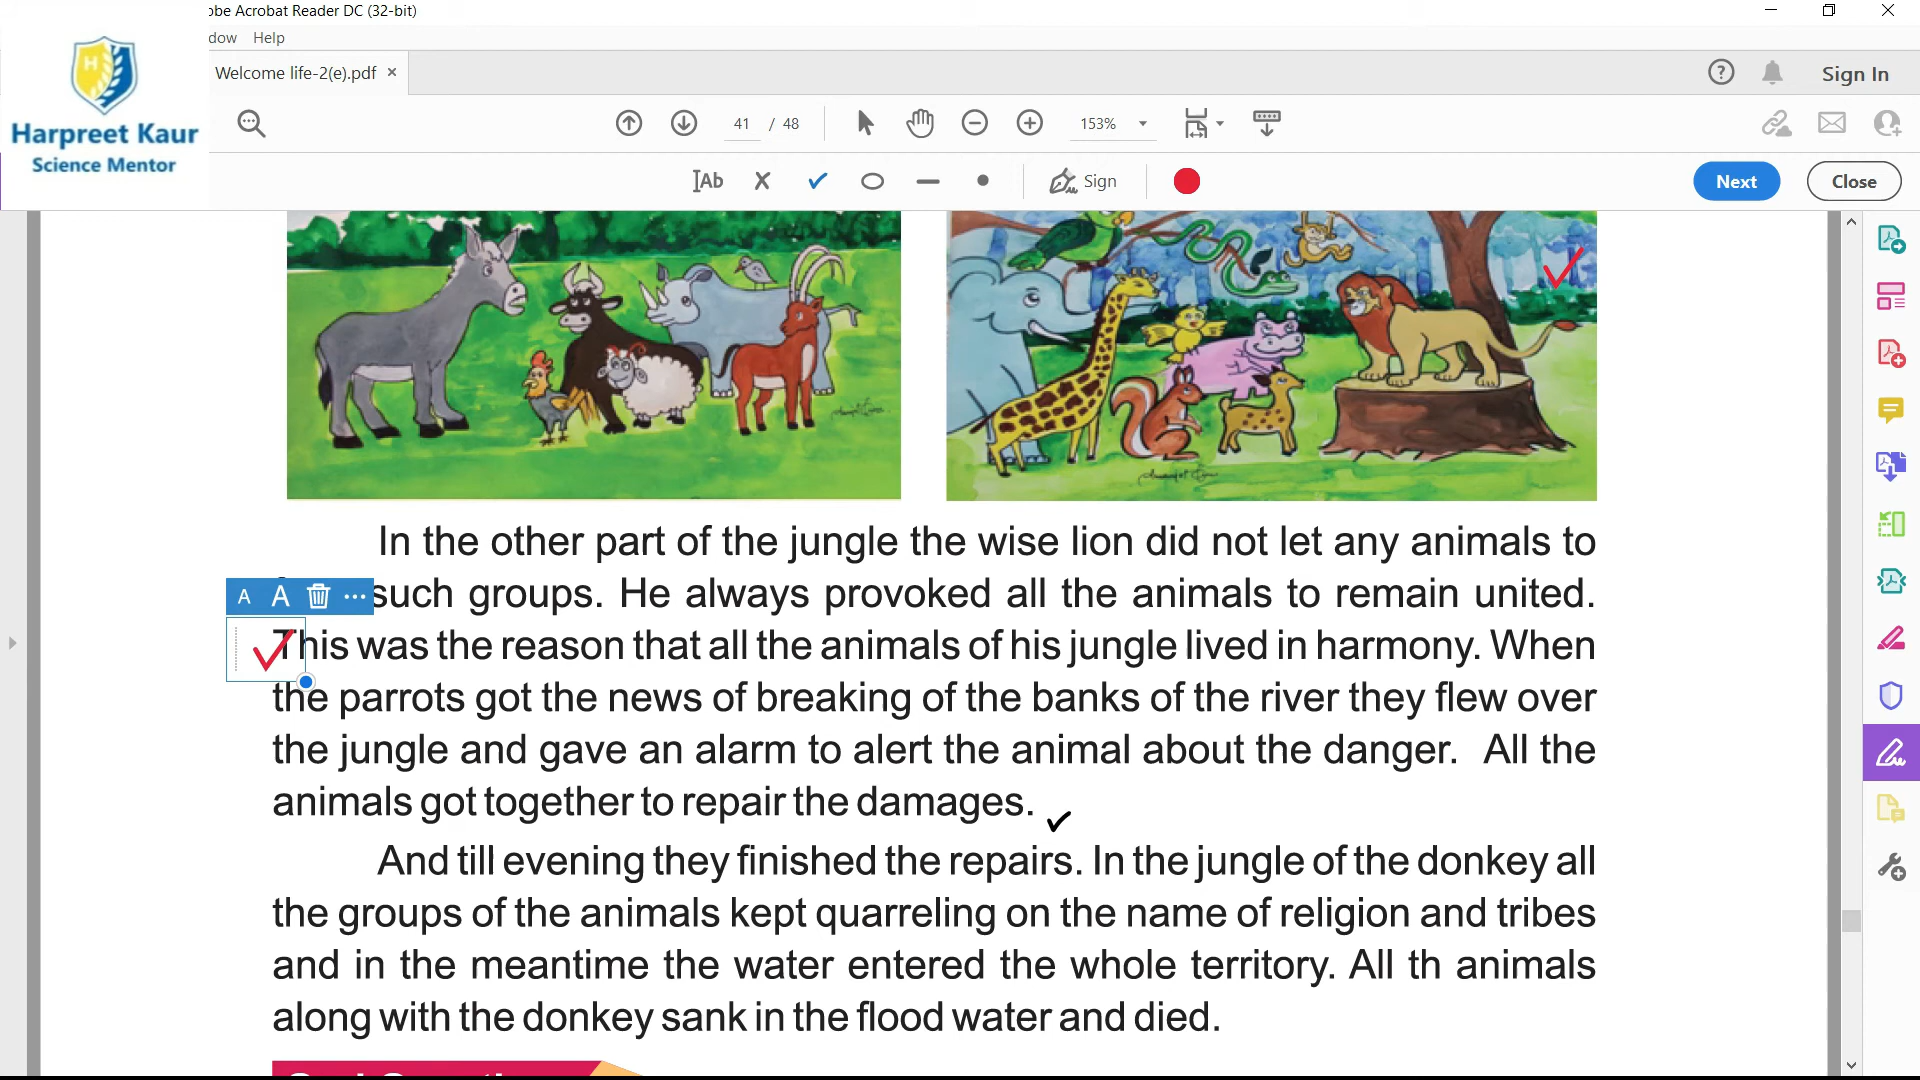 obe Acrobat Reader DC (32-bit)
dow Help
Welcome life-2(e).pdf ×
Sign In
H
Harpreet Kaur
Science Mentor
41 / 48
153%
Ab
Sign
Next
Close
In the other part of the jungle the wise lion did not let any animals to
such groups. He always provoked all the animals to remain united.
A A
This was the reason that all the animals of his jungle lived in harmony. When
the parrots got the news of breaking of the banks of the river they flew over
the jungle and gave an alarm to alert the animal about the danger. All the
animals got together to repair the damages.
And till evening they finished the repairs. In the jungle of the donkey all
the groups of the animals kept quarreling on the name of religion and tribes
and in the meantime the water entered the whole territory. All th animals
along with the donkey sank in the flood water and died.